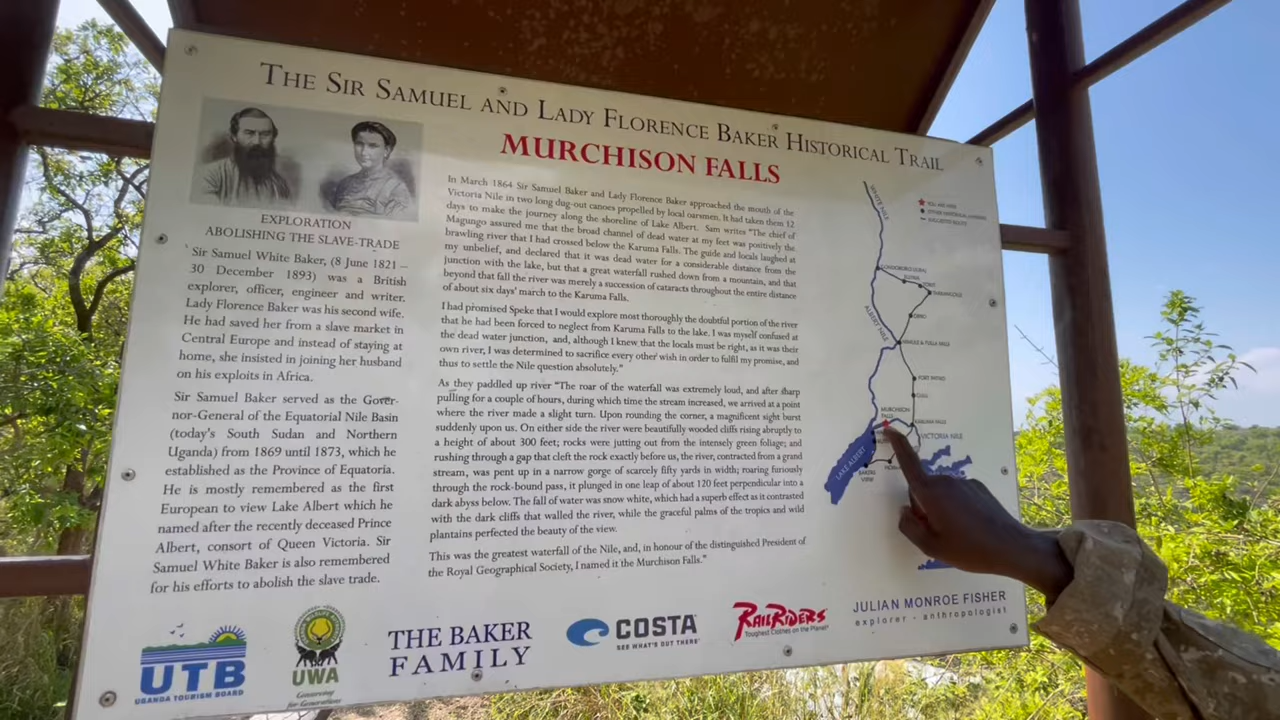 THE SIR SAMUEL AND LADY FLORENCE BAKER HISTORICAL TRAIL
MURCHISON FALLS
EXPLORATION
ABOLISHING THE SLAVE-TRADE
Sir Samuel White Baker, (8 June 1821 –
30 December 1893) was a British
explorer, officer, engineer and writer.
Lady Florence Baker was his second wife.
He had saved her from a slave market in
Central Europe and instead of staying at
home, she insisted in joining her husband
on his exploits in Africa.
Sir Samuel Baker served as the Gover-
nor-General of the Equatorial Nile Basin
(today's South Sudan and Northern
Uganda) from 1869 until 1873, which he
established as the Province of Equatoria.
He is mostly remembered as the first
European to view Lake Albert which he
named after the recently deceased Prince
Albert, consort of Queen Victoria. Sir
Samuel White Baker is also remembered
for his efforts to abolish the slave trade.
In March 1864 Sir Samuel Baker and Lady Florence Baker approached the mouth of the
Victoria Nile in two long dug-out canoes propelled by local oarsmen. It had taken them 12
days to make the journey along the shoreline of Lake Albert. Sam writes "The chief of
Magungo assured me that the broad channel of dead water at my feet was positively the
brawling river that I had crossed below the Karuma Falls. The guide and locals laughed at
my unbelief, and declared that it was dead water for a considerable distance from the
junction with the lake, but that a great waterfall rushed down from a mountain, and that
beyond that fall the river was merely a succession of cataracts throughout the entire distance
of about six days' march to the Karuma Falls.
I had promised Speke that I would explore most thoroughly the doubtful portion of the river
that he had been forced to neglect from Karuma Falls to the lake. I was myself confused at
the dead water junction, and, although I knew that the locals must be right, as it was their
own river, I was determined to sacrifice every other wish in order to fulfil my promise, and
thus to settle the Nile question absolutely."
As they paddled up river "The roar of the waterfall was extremely loud, and after sharp
pulling for a couple of hours, during which time the stream increased, we arrived at a point
where the river made a slight turn. Upon rounding the corner, a magnificent sight burst
suddenly upon us. On either side the river were beautifully wooded cliffs rising abruptly to
a height of about 300 feet; rocks were jutting out from the intensely green foliage; and
rushing through a gap that cleft the rock exactly before us, the river, contracted from a grand
stream, was pent up in a narrow gorge of scarcely fifty yards in width; roaring furiously
through the rock-bound pass, it plunged in one leap of about 120 feet perpendicular into a
dark abyss below. The fall of water was snow white, which had a superb effect as it contrasted
with the dark cliffs that walled the river, while the graceful palms of the tropics and wild
plantains perfected the beauty of the view.
This was the greatest waterfall of the Nile, and, in honour of the distinguished President of
the Royal Geographical Society, I named it the Murchison Falls."
WHITE NILE
YOU ARE HERE
ALBERT NILE
FORT PATIKO
MURCHISON
FALLS
KARUMA FALLS
VICTORIA NILE
LAKE ALBERT
BAKERS
VIEW
UTB
UGANDA TOURISM BOARD
UWA
Conserving
for Generations
THE BAKER
FAMILY
COSTA
SEE WHAT'S OUT THERE
RAILRIDERS
Toughest Clothes on the Planet
JULIAN MONROE FISHER
explorer - anthropologist